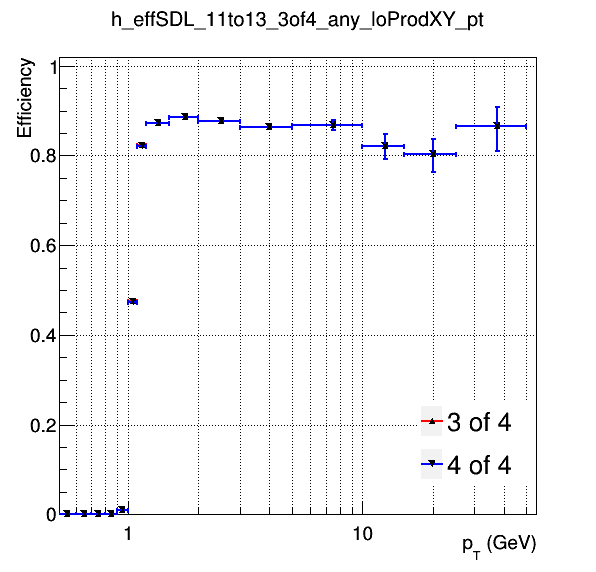 h_effSDL_11to13_3of4_any_loProdXY_pt
Efficiency
1
0.8
0.6
0.4
0.2
0
1
10
p_T (GeV)
3 of 4
4 of 4